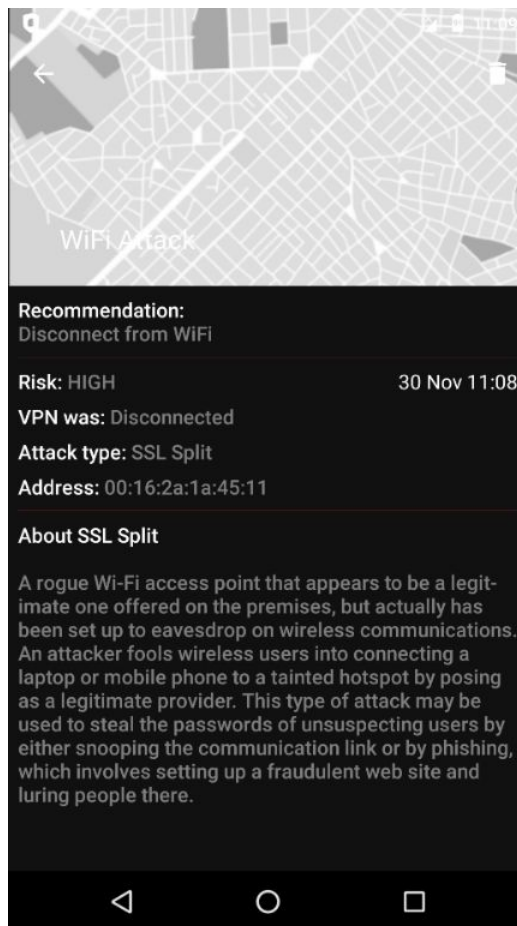 11:09
WiFi Attack
Recommendation:
Disconnect from WiFi
Risk: HIGH 30 Nov 11:08
VPN was: Disconnected
Attack type: SSL Split
Address: 00:16:2a:1a:45:11
About SSL Split
A rogue Wi-Fi access point that appears to be a legit-
imate one offered on the premises, but actually has
been set up to eavesdrop on wireless communications.
An attacker fools wireless users into connecting a
laptop or mobile phone to a tainted hotspot by posing
as a legitimate provider. This type of attack may be
used to steal the passwords of unsuspecting users by
either snooping the communication link or by phishing,
which involves setting up a fraudulent web site and
luring people there.